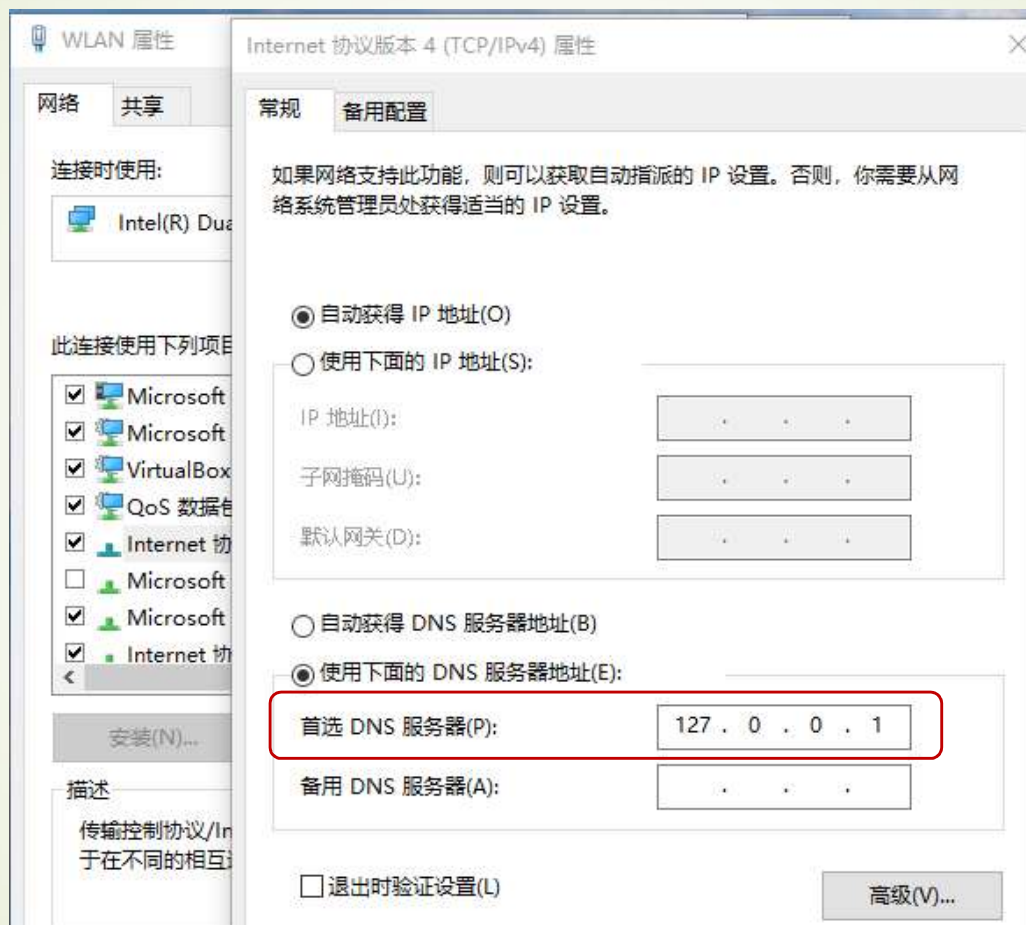 WLAN 属性
网络
共享
连接时使用:
Intel(R) Dua
此连接使用下列项目
Microsoft
Microsoft
VirtualBox
QoS 数据包
Internet 协
Microsoft
Microsoft
Internet 协
安装(N)...
描述
传输控制协议/In
于在不同的相互
Internet 协议版本 4 (TCP/IPv4) 属性
常规
备用配置
如果网络支持此功能，则可以获取自动指派的 IP 设置。否则，你需要从网
络系统管理员处获得适当的 IP 设置。
自动获得 IP 地址(O)
使用下面的 IP 地址(S):
IP 地址(I):
子网掩码(U):
默认网关(D):
自动获得 DNS 服务器地址(B)
使用下面的 DNS 服务器地址(E):
首选 DNS 服务器(P):
127 . 0 . 0 . 1
备用 DNS 服务器(A):
退出时验证设置(L)
高级(V)...